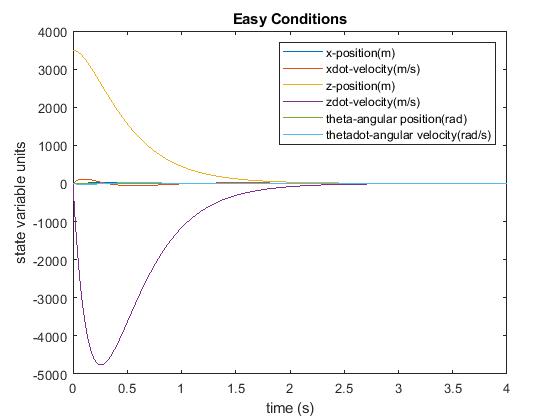 Easy Conditions
x-position(m)
xdot-velocity(m/s)
z-position(m)
zdot-velocity(m/s)
theta-angular position(rad)
thetadot-angular velocity(rad/s)
state variable units
4000
3000
2000
1000
0
-1000
-2000
-3000
-4000
-5000
0 0.5 1 1.5 2 2.5 3 3.5 4
time (s)